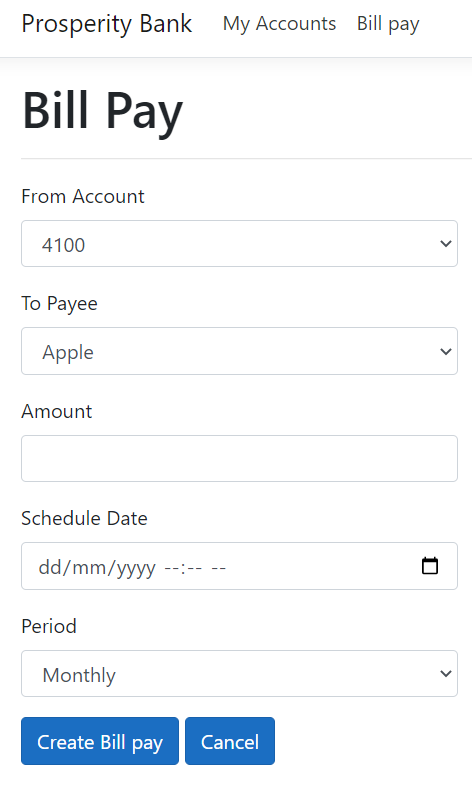 Prosperity Bank My Accounts Bill pay
Bill Pay
From Account
4100
To Payee
Apple
Amount
Schedule Date
dd/mm/yyyy --:-- --
Period
Monthly
Create Bill pay Cancel